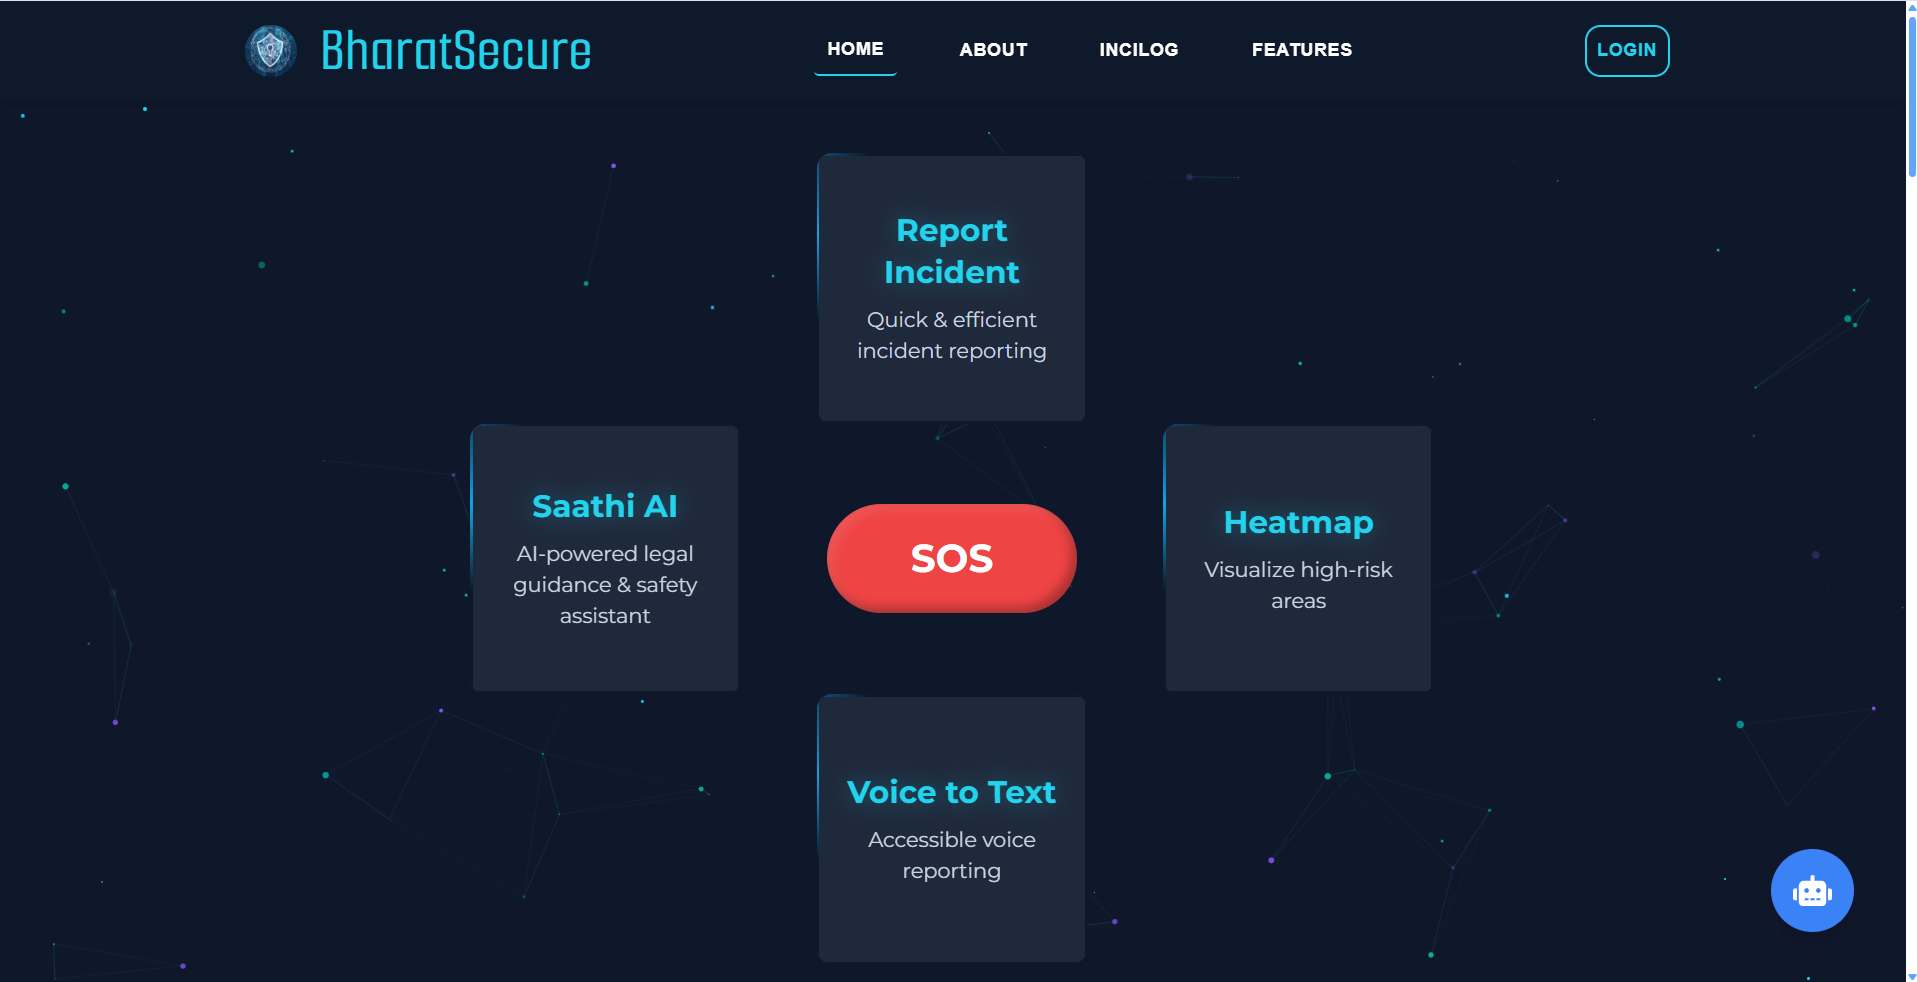 BharatSecure
HOME
ABOUT
INCILOG
FEATURES
LOGIN
Report
Incident
Quick & efficient
incident reporting
Saathi AI
AI-powered legal
guidance & safety
assistant
SOS
Heatmap
Visualize high-risk
areas
Voice to Text
Accessible voice
reporting